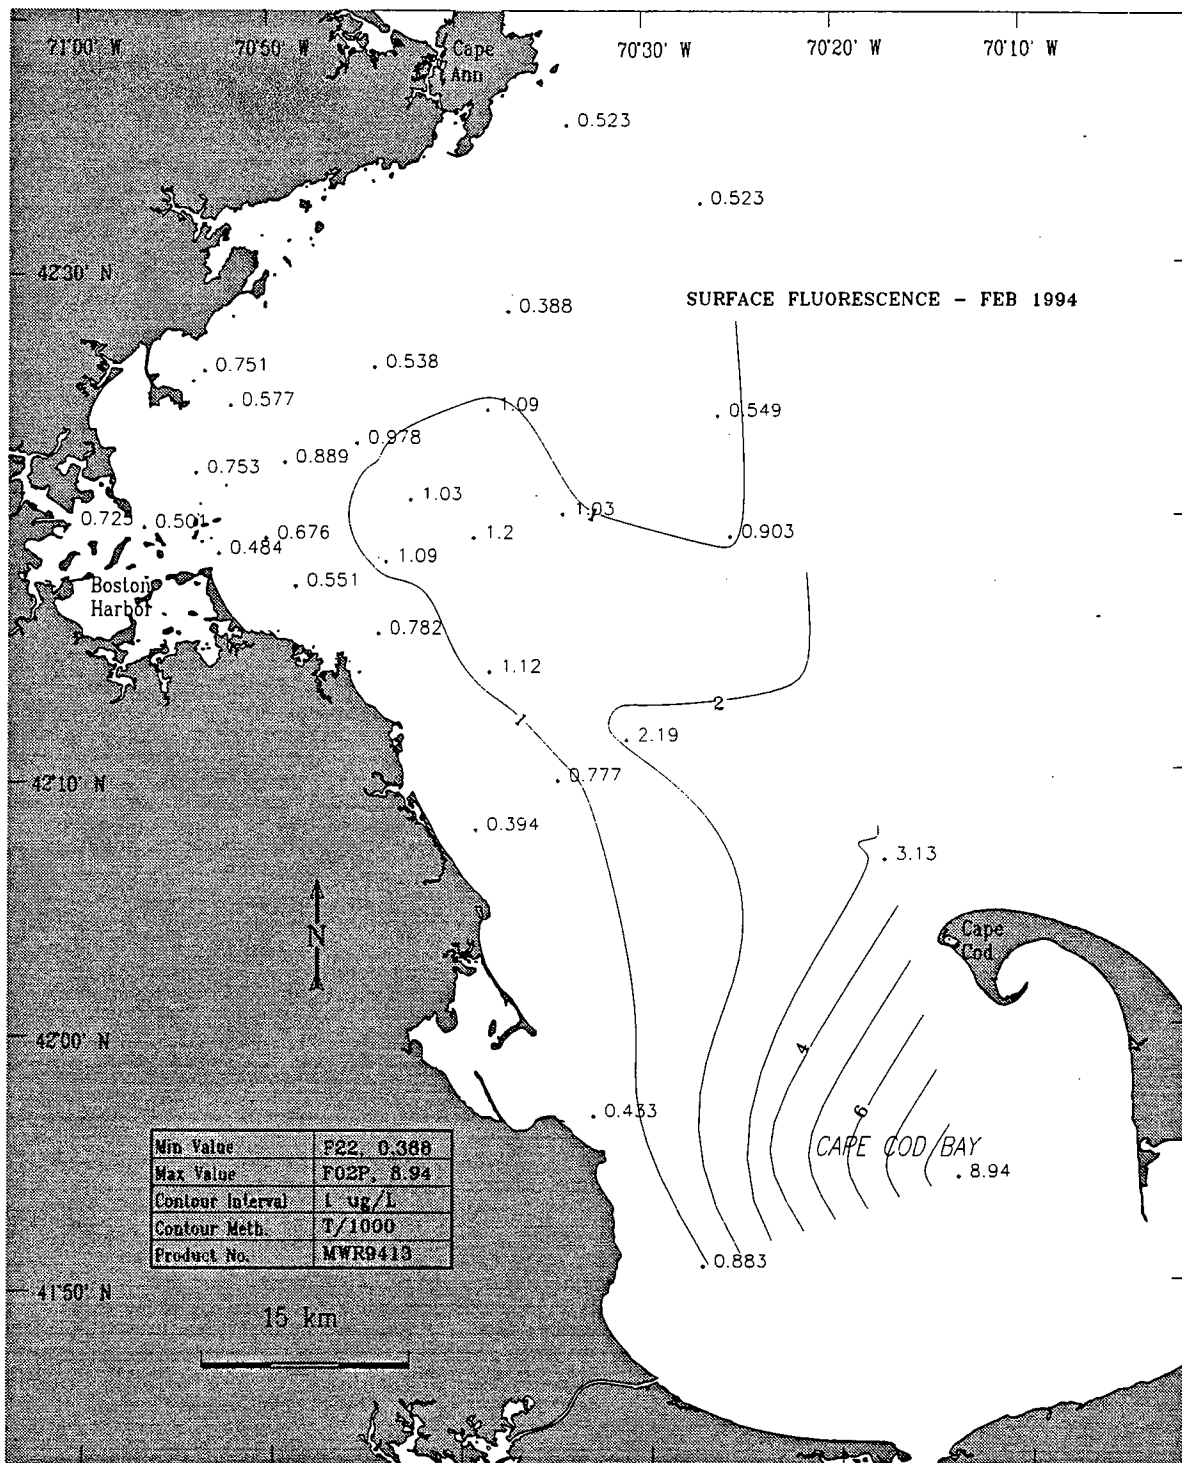 71°00' W 70°50' W 70°30' W 70°20' W 70°10' W
Cape
Ann
0.523
0.523
42°30' N
SURFACE FLUORESCENCE - FEB 1994
0.388
0.751
0.538
0.577
1.09
0.549
0.978
0.889
0.753
1.03
0.725
0.501
1.03
1
0.676
1.2
0.903
0.484
1.09
0.551
Boston
Harbor
0.782
1.12
1
2
2.19
42°10' N
0.777
0.394
3.13
N
Cape
Cod
42°00' N
4
0.433
6
CAPE COD BAY
8.94
Min Value F22, 0.388
Max Value F02P, 8.94
Contour Interval 1 ug/L
Contour Meth. T/1000
Product No. MWR9413
0.883
41°50' N
15 km